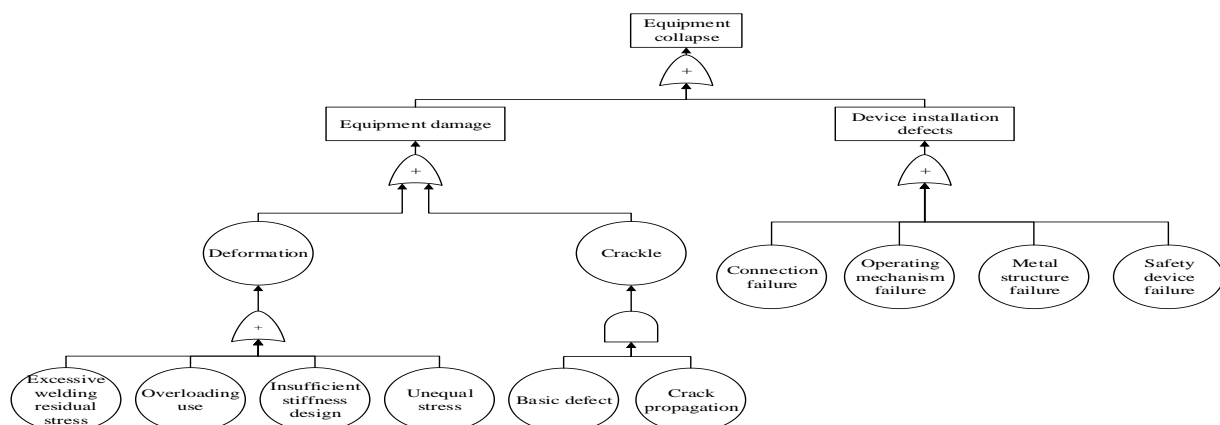 Equipment
collapse
+
Equipment damage
Device installation
defects
+
+
Deformation
Crackle
Connection
failure
Operating
mechanism
failure
Metal
structure
failure
Safety
device
failure
+
Excessive
welding
residual
stress
Overloading
use
Insufficient
stiffness
design
Unequal
stress
Basic defect
Crack
propagation